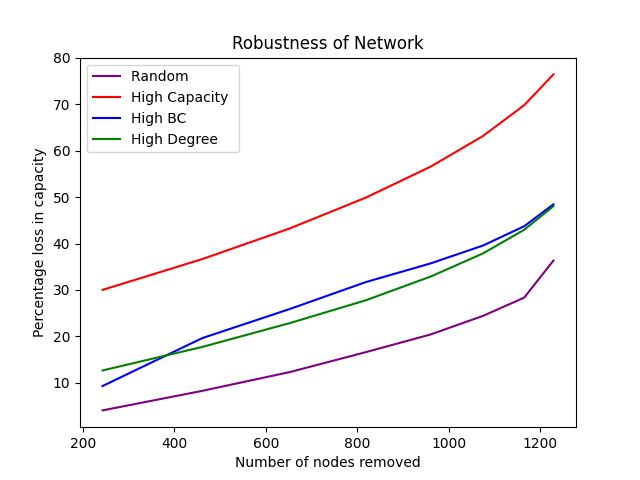 Robustness of Network
80
70
60
50
40
30
20
10
Percentage loss in capacity
Random
High Capacity
High BC
High Degree
200 400 600 800 1000 1200
Number of nodes removed